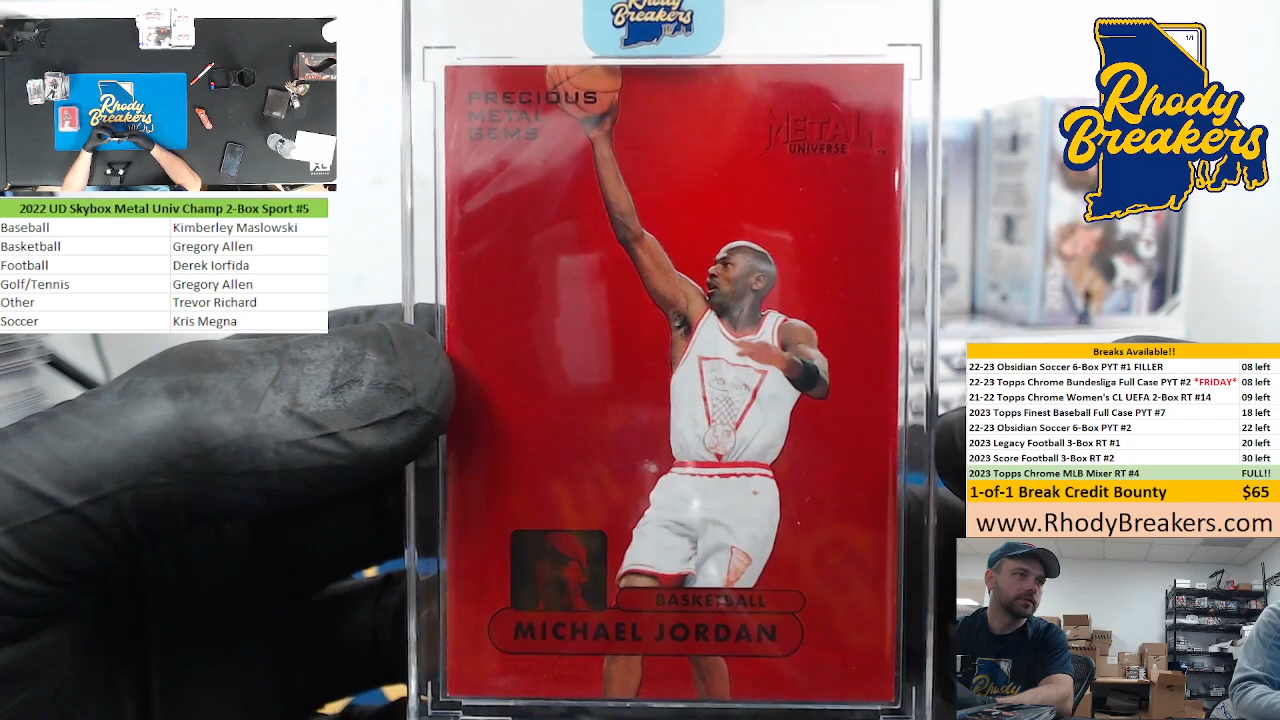 Rhody
Breakers
2022 UD Skybox Metal Univ Champ 2-Box Sport #5
Baseball Kimberley Maslowski
Basketball Gregory Allen
Football Derek Iorfida
Golf/Tennis Gregory Allen
Other Trevor Richard
Soccer Kris Megna
Breakers
PRECIOUS
METAL
GEMS
METAL
UNIVERSE
BASKETBALL
MICHAEL JORDAN
1/1
Rhody
Breakers
Breaks Available!!
22-23 Obsidian Soccer 6-Box PYT #1 FILLER 08 left
22-23 Topps Chrome Bundesliga Full Case PYT #2 *FRIDAY* 08 left
21-22 Topps Chrome Women's CL UEFA 2-Box RT #14 09 left
2023 Topps Finest Baseball Full Case PYT #7 18 left
22-23 Obsidian Soccer 6-Box PYT #2 22 left
2023 Legacy Football 3-Box RT #1 20 left
2023 Score Football 3-Box RT #2 30 left
2023 Topps Chrome MLB Mixer RT #4 FULL!!
1-of-1 Break Credit Bounty $65
www.RhodyBreakers.com
Rhody